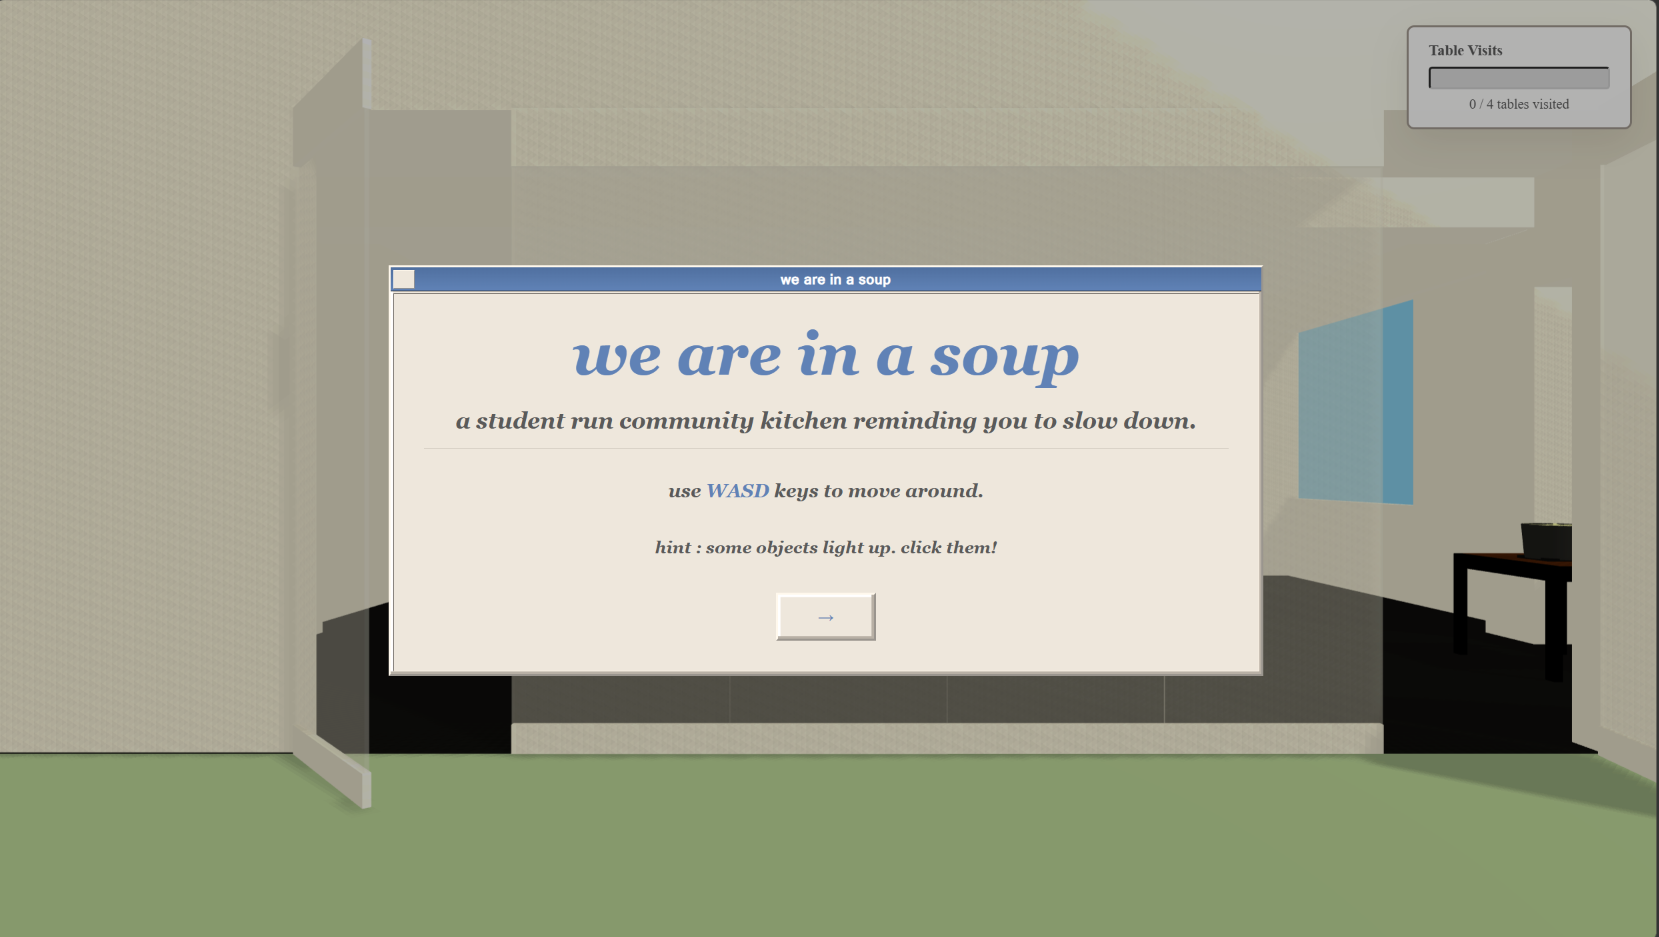 Table Visits
0 / 4 tables visited
we are in a soup
we are in a soup
a student run community kitchen reminding you to slow down.
use WASD keys to move around.
hint : some objects light up. click them!
→